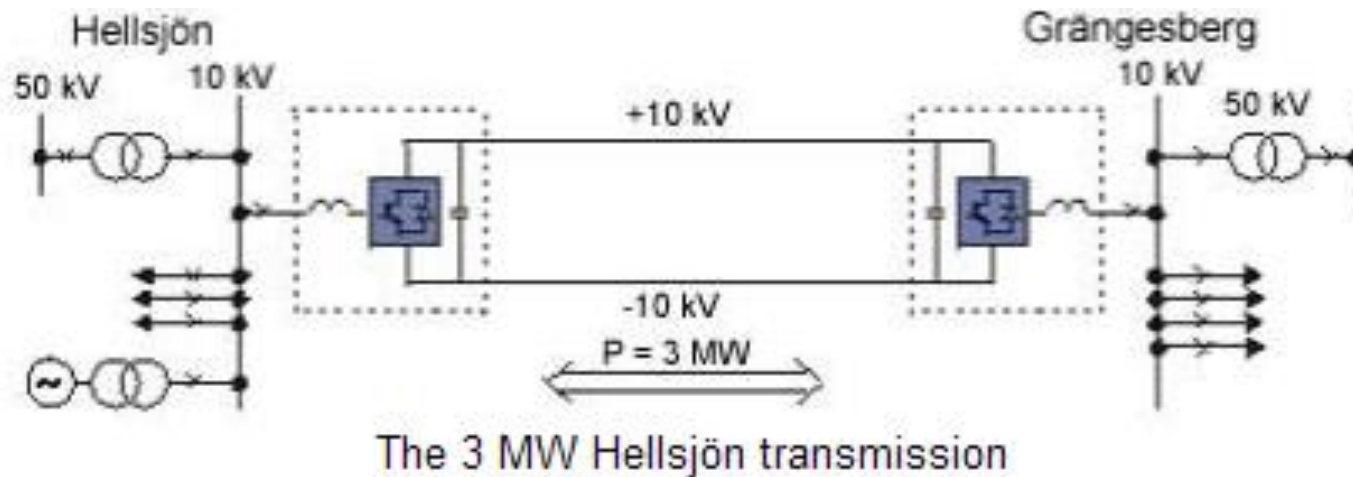 Hellsjön
Grängesberg
50 kV
10 kV
10 kV
50 kV
+10 kV
-10 kV
P = 3 MW
~
The 3 MW Hellsjön transmission